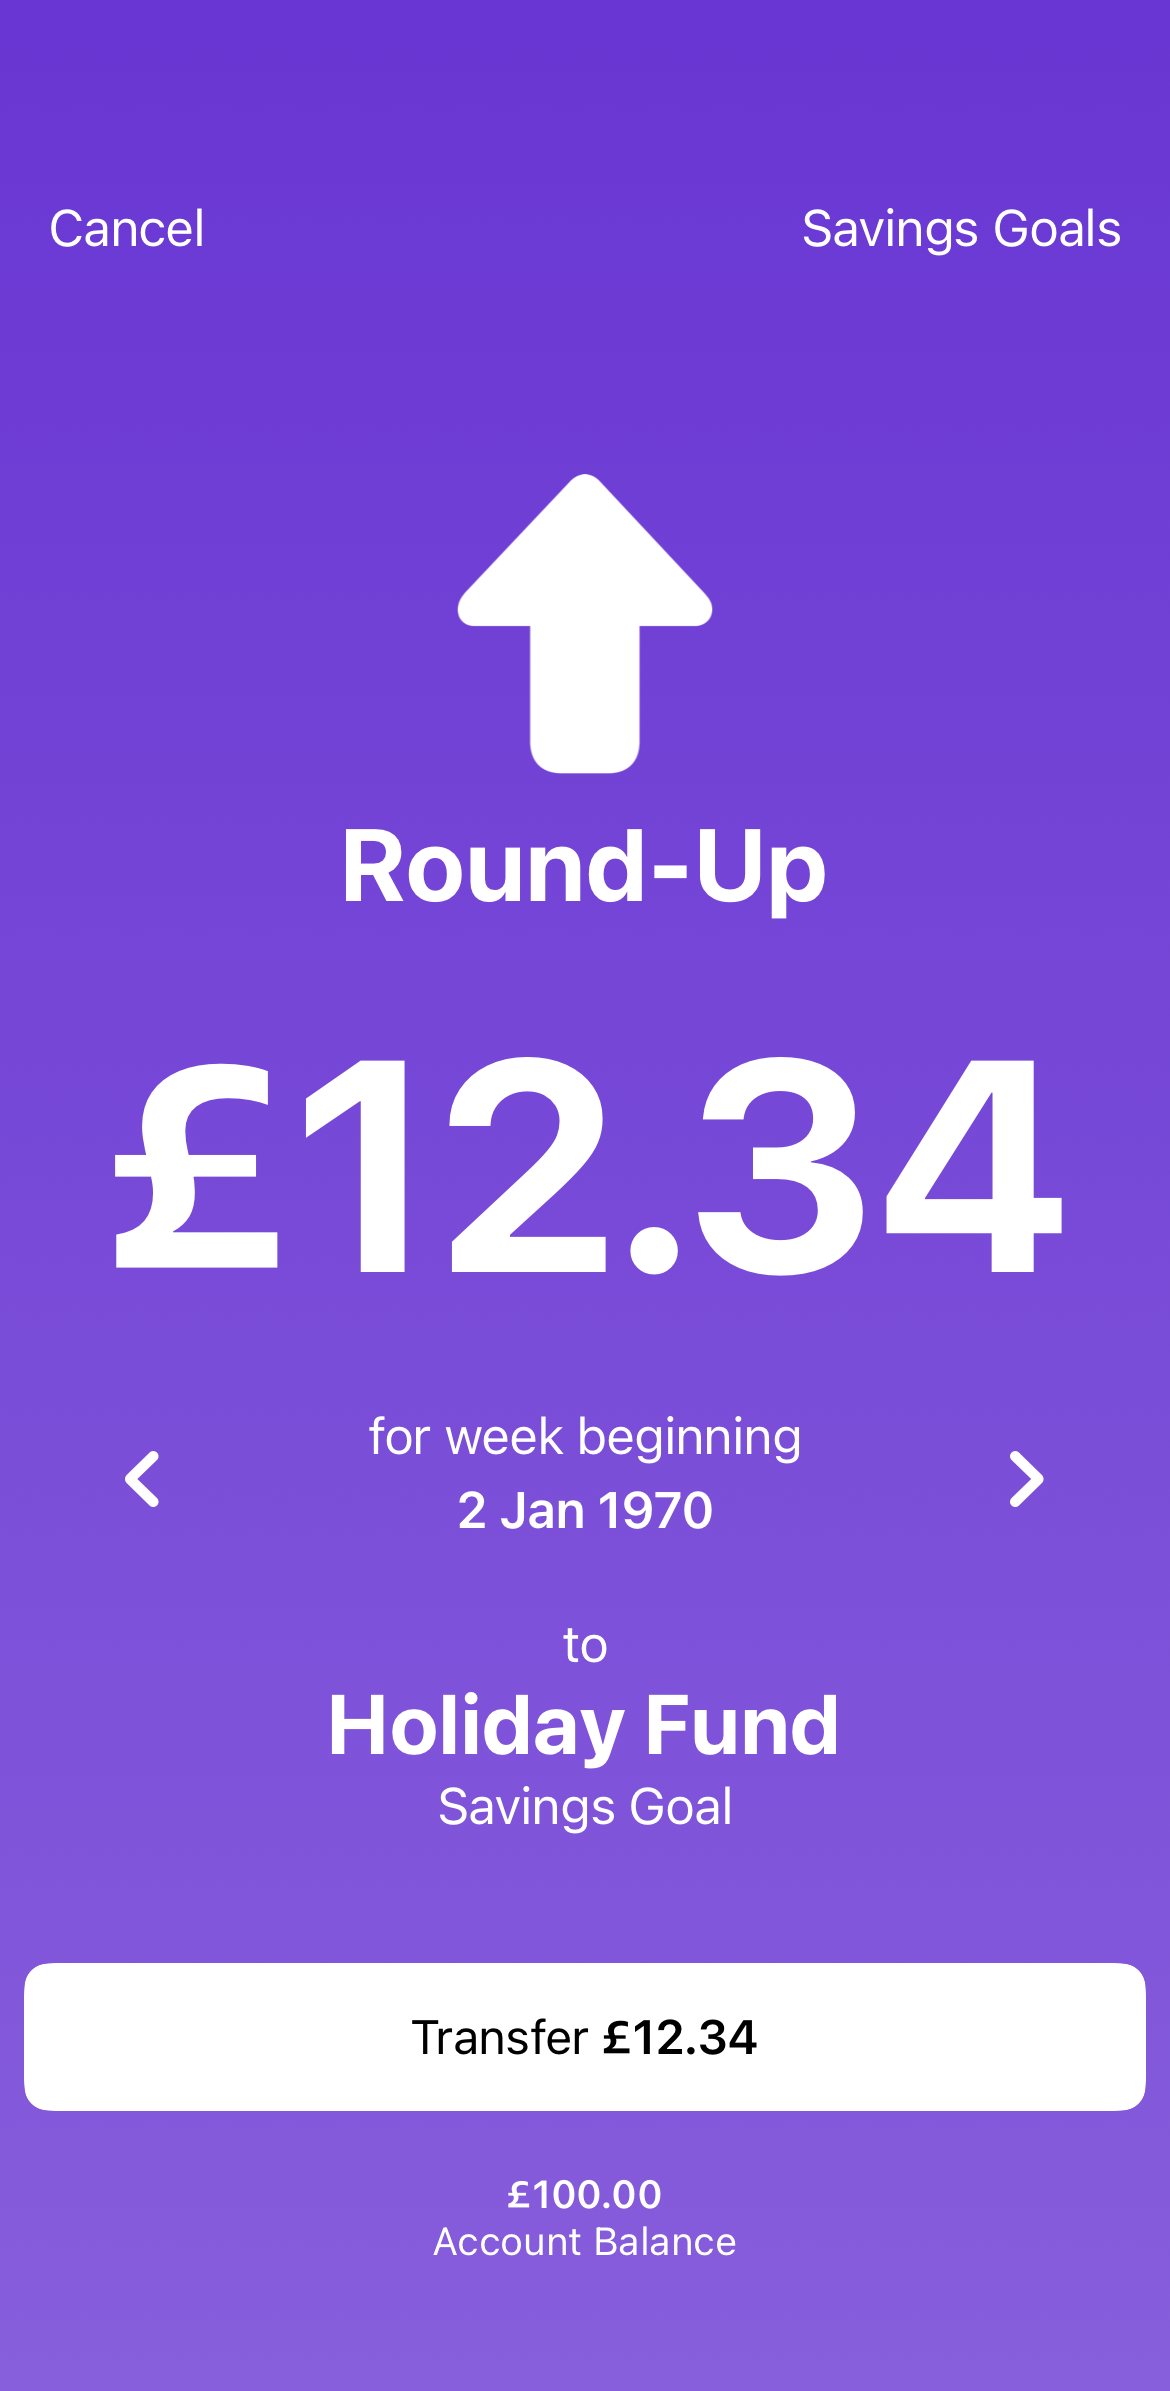 Cancel
Savings Goals
Round-Up
£12.34
for week beginning
2 Jan 1970
to
Holiday Fund
Savings Goal
Transfer £12.34
£100.00
Account Balance